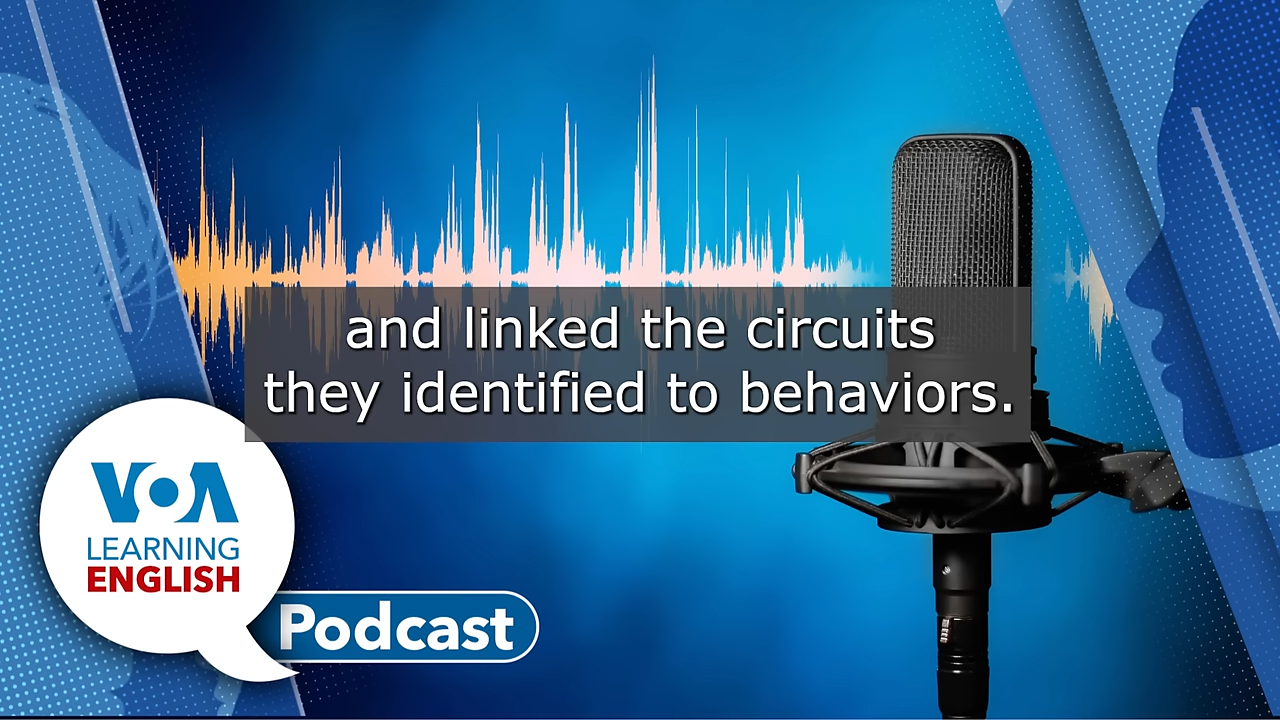 and linked the circuits
they identified to behaviors.
VOA
LEARNING
ENGLISH
Podcast